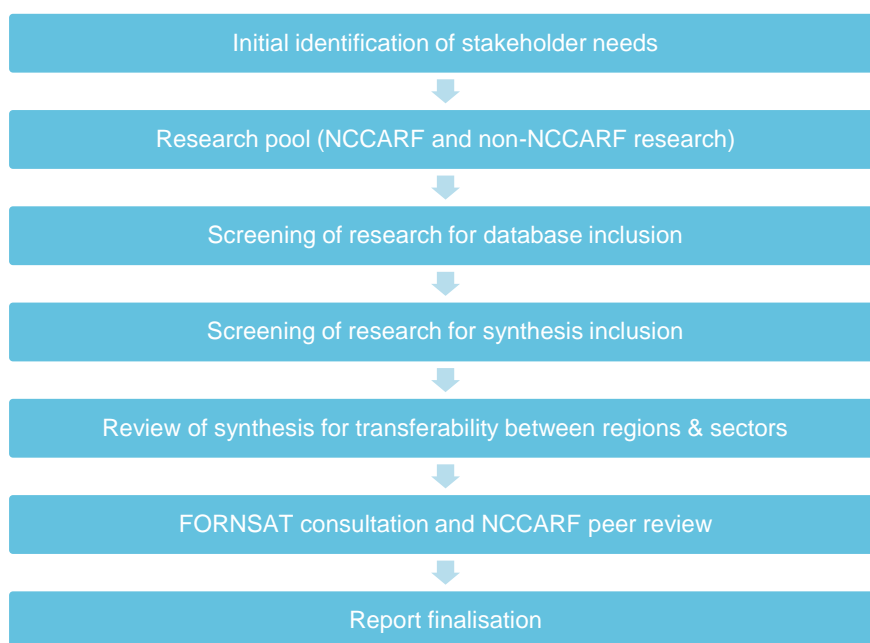 Initial identification of stakeholder needs
Research pool (NCCARF and non-NCCARF research)
Screening of research for database inclusion
Screening of research for synthesis inclusion
Review of synthesis for transferability between regions & sectors
FORNSAT consultation and NCCARF peer review
Report finalisation